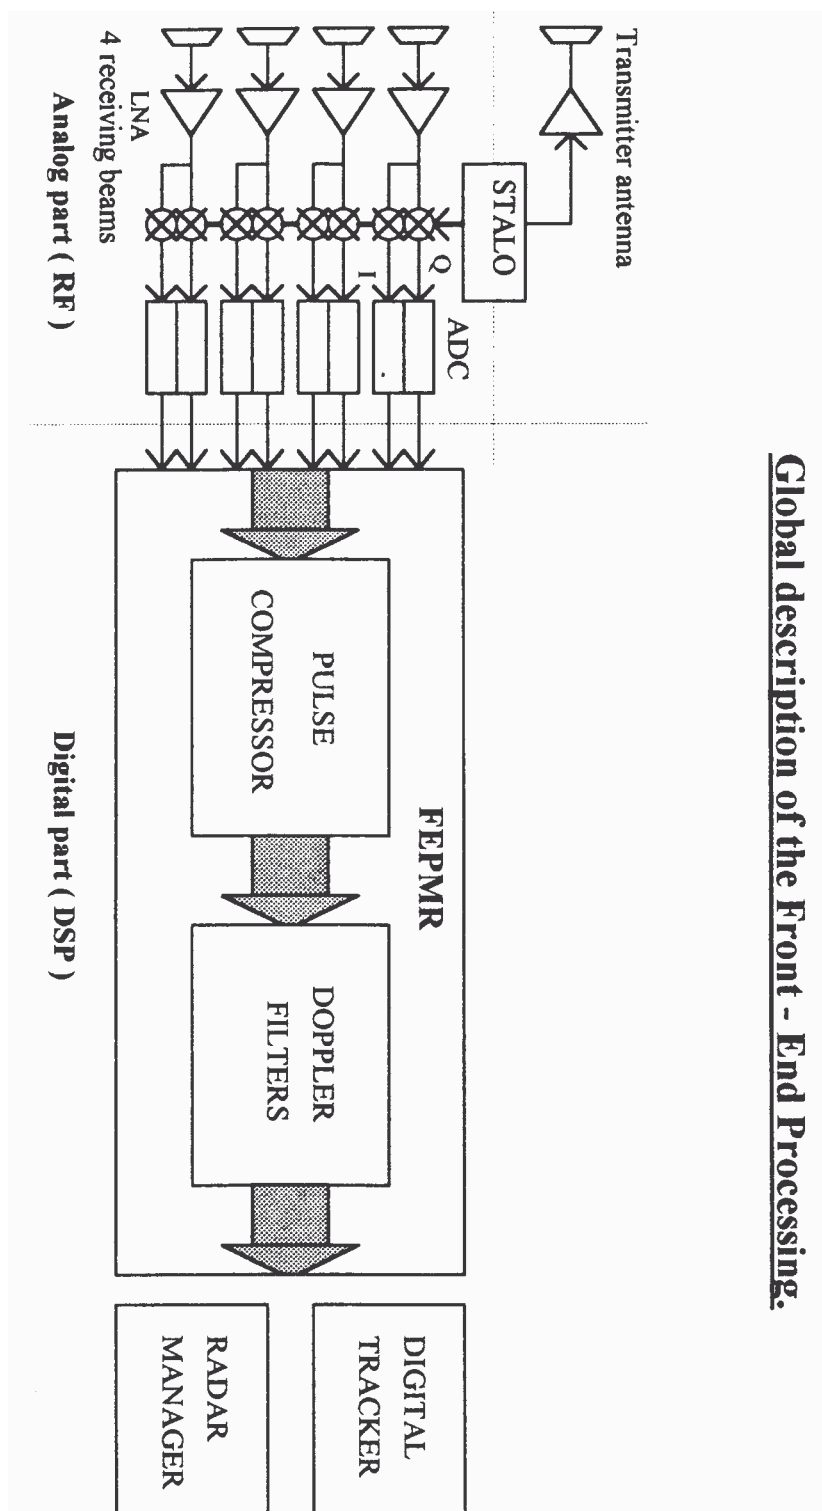 Global description of the Front - End Processing.
Transmitter antenna
STALO
Q
I
ADC
LNA
4 receiving beams
Analog part ( RF )
FEPMR
PULSE
COMPRESSOR
DOPPLER
FILTERS
Digital part ( DSP )
DIGITAL
TRACKER
RADAR
MANAGER